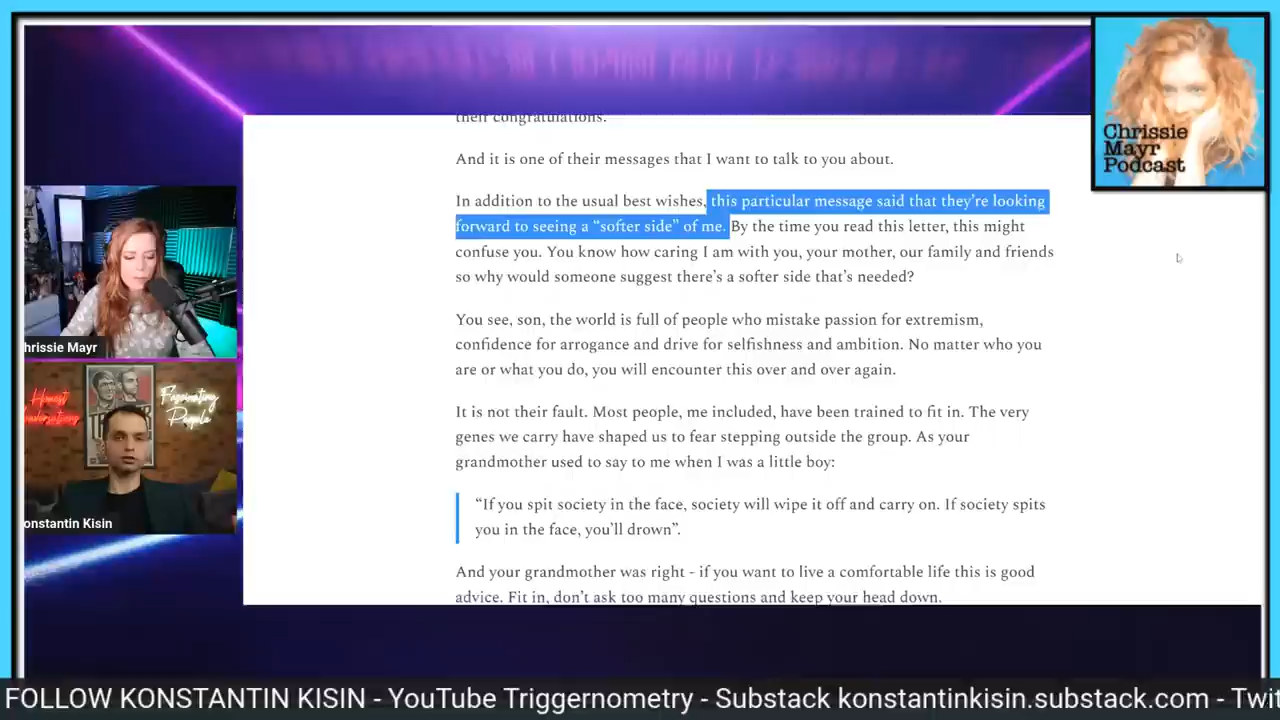 their congratulations.
And it is one of their messages that I want to talk to you about.
In addition to the usual best wishes, this particular message said that they’re looking
forward to seeing a “softer side” of me. By the time you read this letter, this might
confuse you. You know how caring I am with you, your mother, our family and friends
so why would someone suggest there’s a softer side that’s needed?
You see, son, the world is full of people who mistake passion for extremism,
confidence for arrogance and drive for selfishness and ambition. No matter who you
are or what you do, you will encounter this over and over again.
It is not their fault. Most people, me included, have been trained to fit in. The very
genes we carry have shaped us to fear stepping outside the group. As your
grandmother used to say to me when I was a little boy:
“If you spit society in the face, society will wipe it off and carry on. If society spits
you in the face, you’ll drown”.
And your grandmother was right - if you want to live a comfortable life this is good
advice. Fit in, don’t ask too many questions and keep your head down.
Chrissie
Mayr
Podcast
hrissie Mayr
Honest
Fascinating
People
onstantin Kisin
FOLLOW KONSTANTIN KISIN - YouTube Triggernometry - Substack konstantinkisin.substack.com - Twit